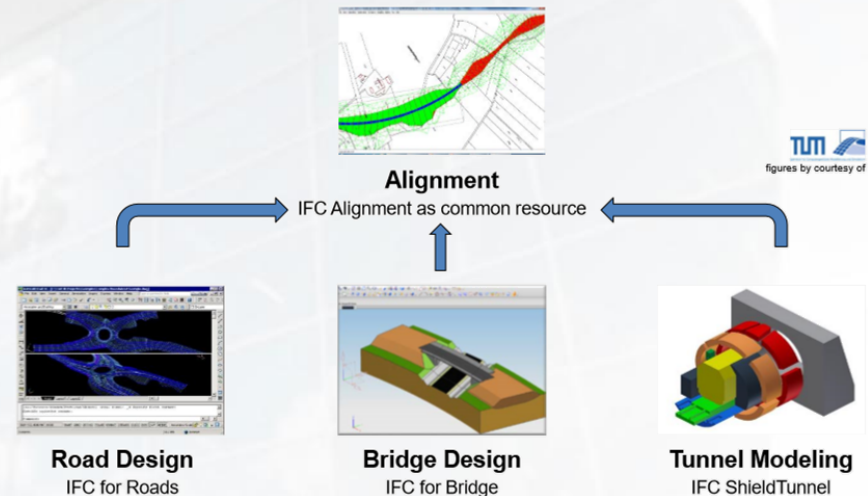 TUM
figures by courtesy of
Alignment
IFC Alignment as common resource
Road Design
IFC for Roads
Bridge Design
IFC for Bridge
Tunnel Modeling
IFC ShieldTunnel